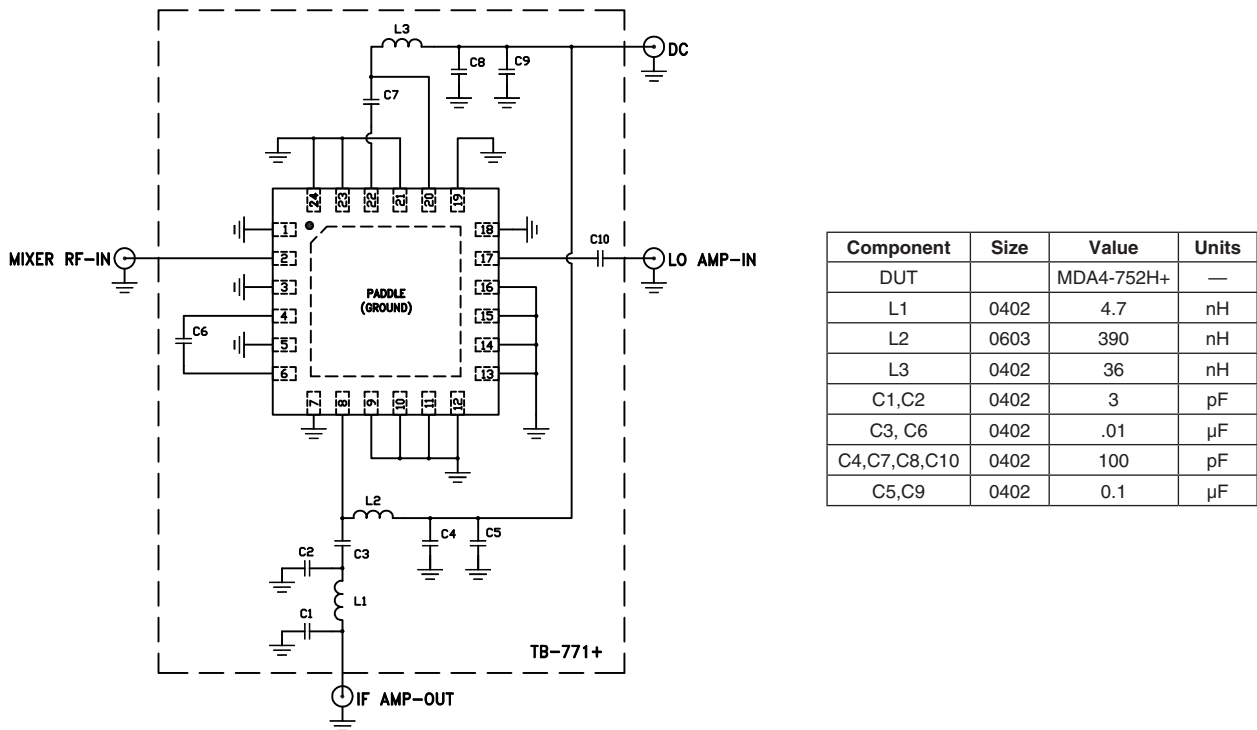 L3
DC
C8
C9
C7
24
23
22
21
20
19
1
18
C10
MIXER RF-IN
2
17
LO AMP-IN
3
16
PADDLE
(GROUND)
4
15
C6
5
14
6
13
7
8
9
10
11
12
L2
C4
C5
C3
C2
L1
C1
TB-771+
IF AMP-OUT
Component Size Value Units
DUT MDA4-752H+ —
L1 0402 4.7 nH
L2 0603 390 nH
L3 0402 36 nH
C1,C2 0402 3 pF
C3, C6 0402 .01 µF
C4,C7,C8,C10 0402 100 pF
C5,C9 0402 0.1 µF